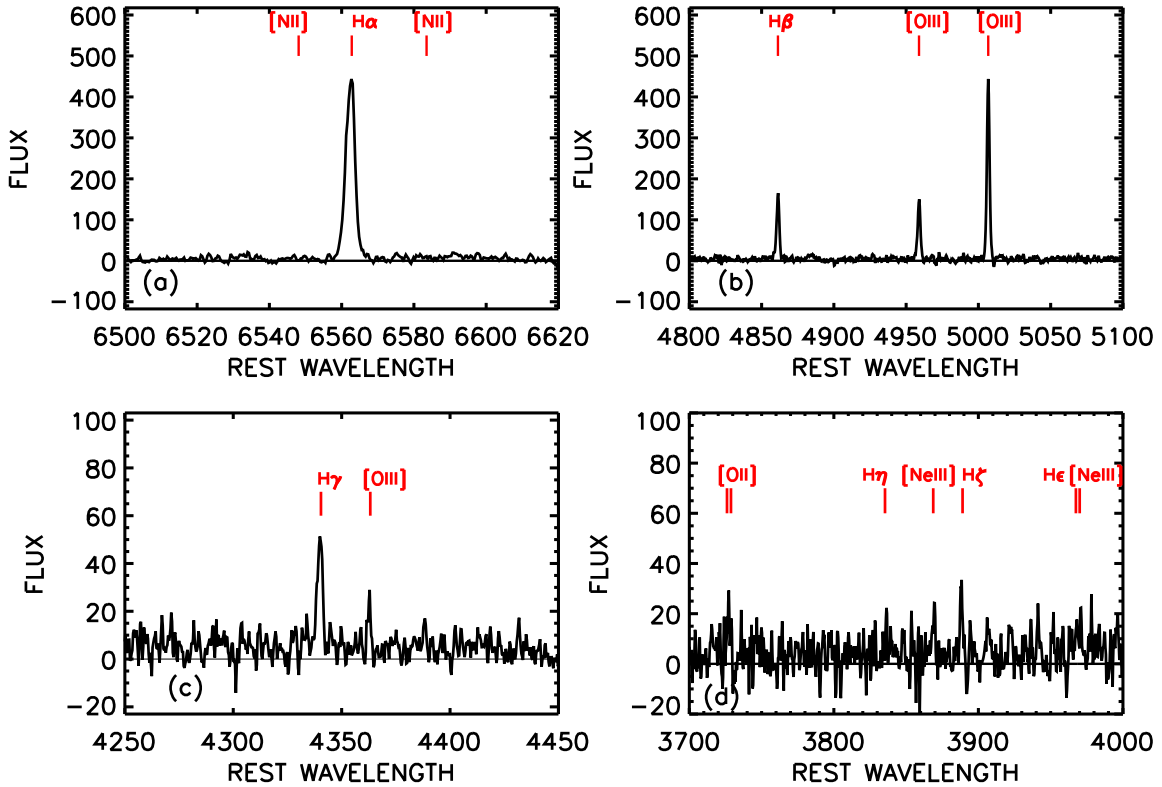 [NII] Hα [NII]
600
500
400
300
200
100
0
−100
FLUX
(a)
6500 6520 6540 6560 6580 6600 6620
REST WAVELENGTH
Hβ [OIII] [OIII]
600
500
400
300
200
100
0
−100
FLUX
(b)
4800 4850 4900 4950 5000 5050 5100
REST WAVELENGTH
100
80
60
40
20
0
−20
FLUX
Hγ [OIII]
(c)
4250 4300 4350 4400 4450
REST WAVELENGTH
100
80
60
40
20
0
−20
FLUX
[OII] Hη [NeIII] Hζ Hϵ [NeIII]
(d)
3700 3800 3900 4000
REST WAVELENGTH